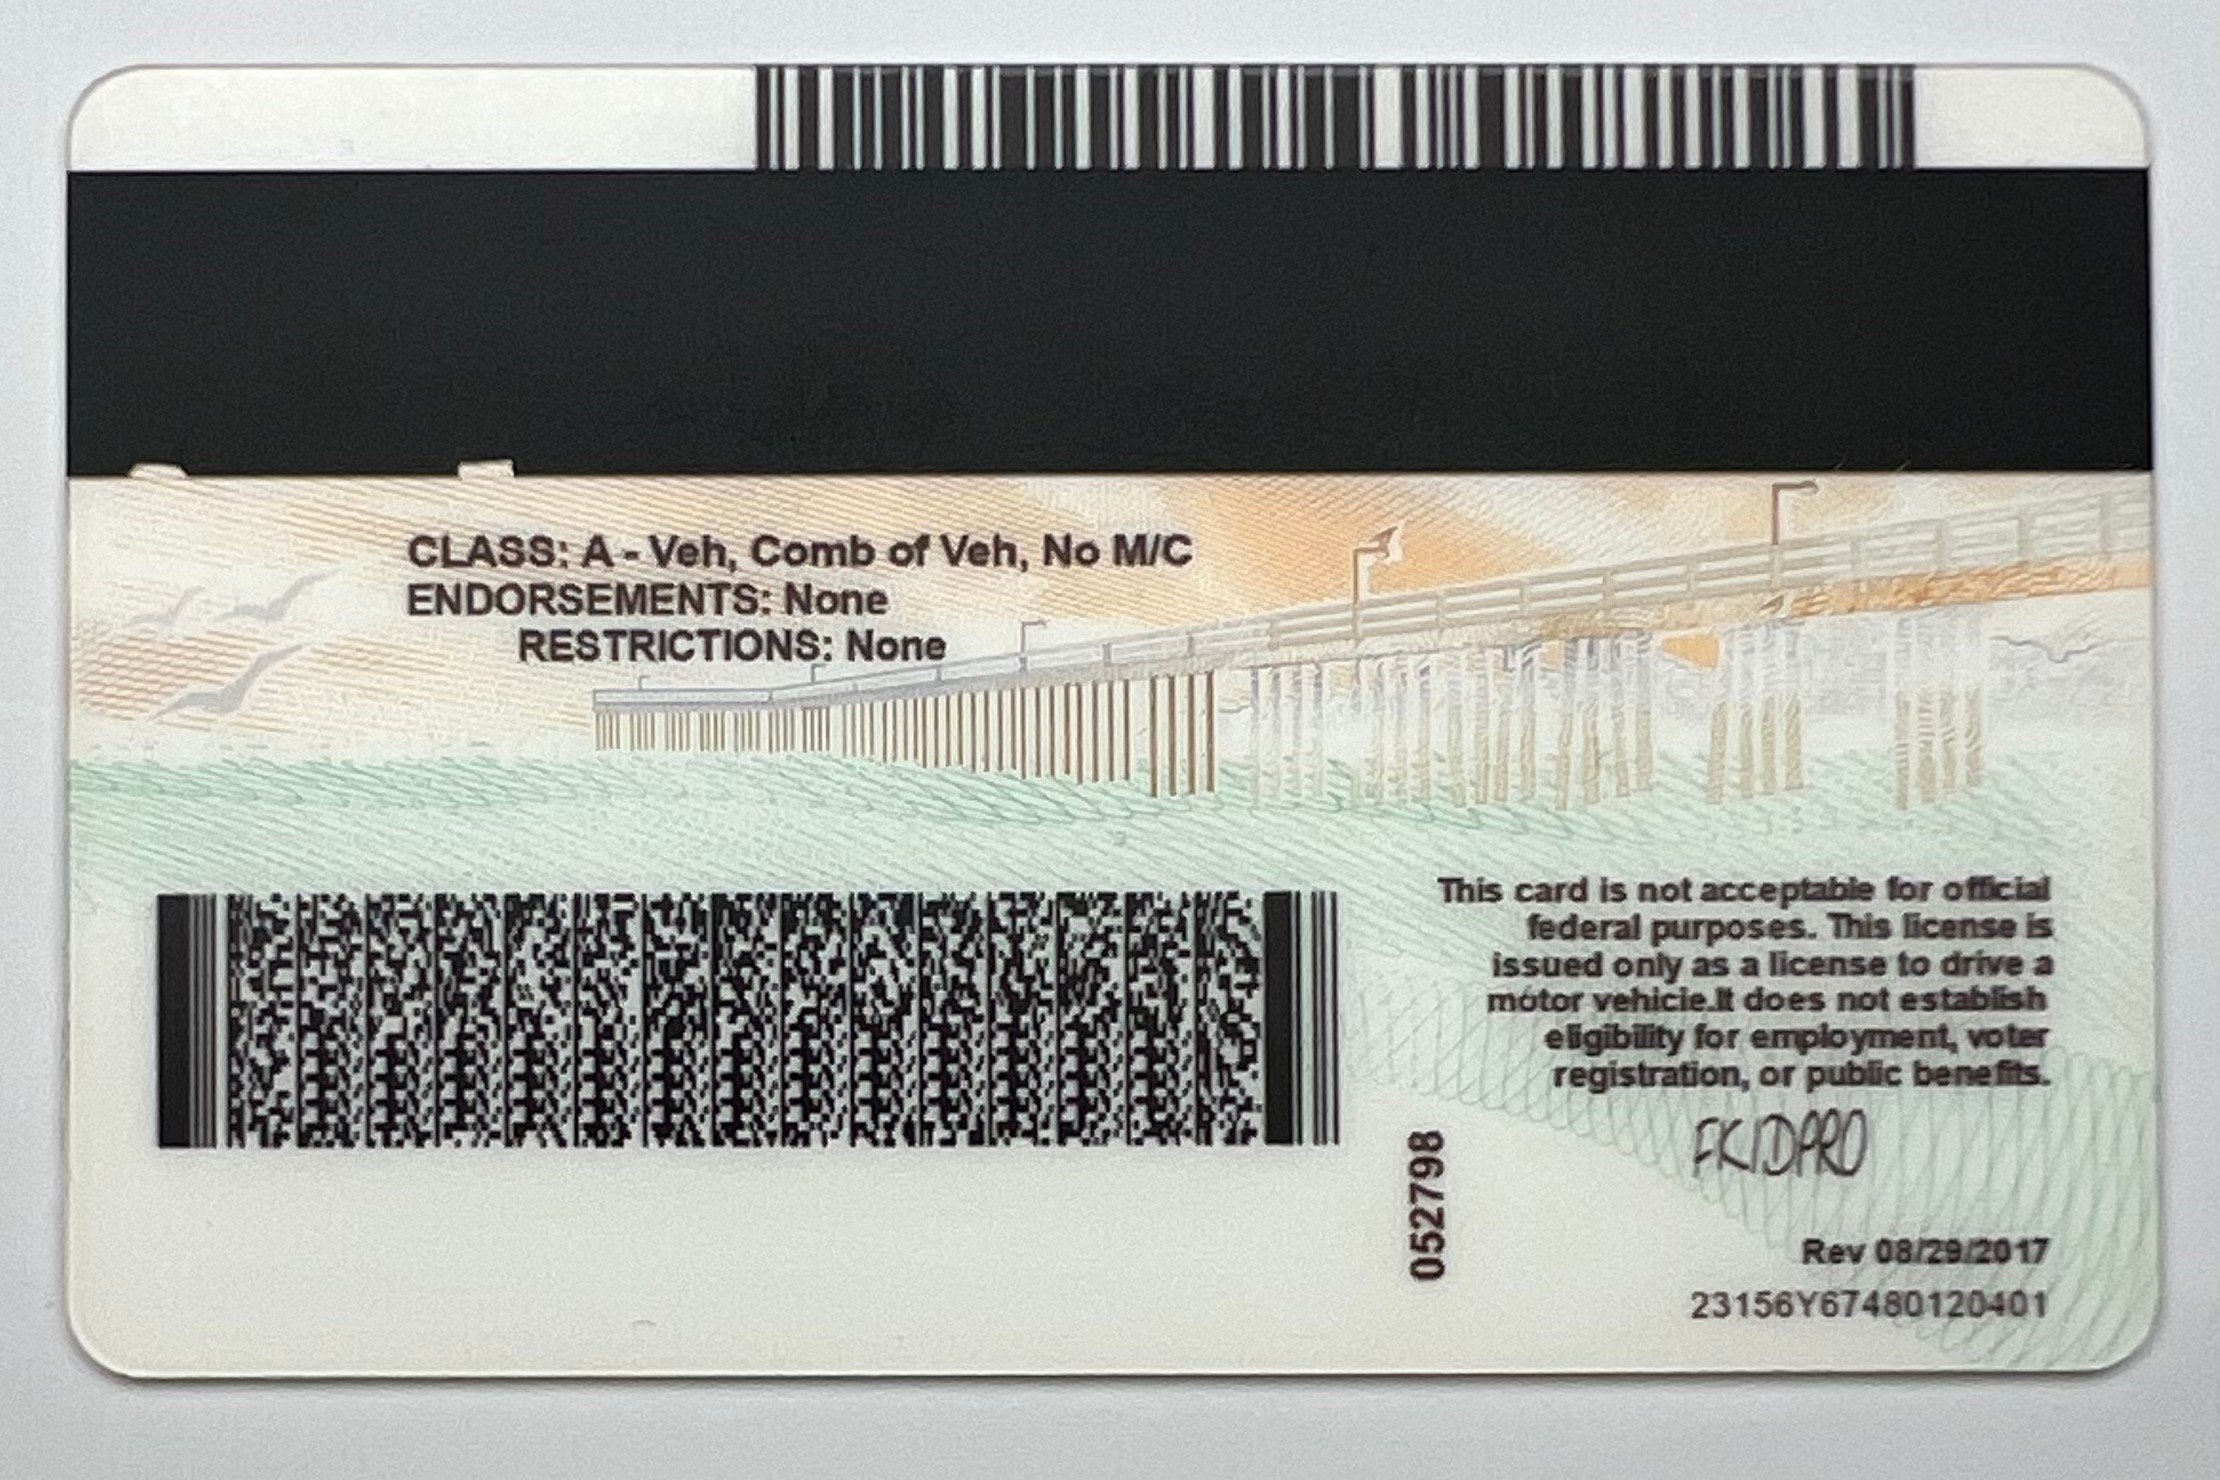 CLASS: A - Veh, Comb of Veh, No M/C
ENDORSEMENTS: None
RESTRICTIONS: None
This card is not acceptable for official
federal purposes. This license is
issued only as a license to drive a
motor vehicie.It does not establish
eligibility for employment, voter
registration, or public benefits.
FKIDPRO
052798
Rev 08/29/2017
23156Y67480120401